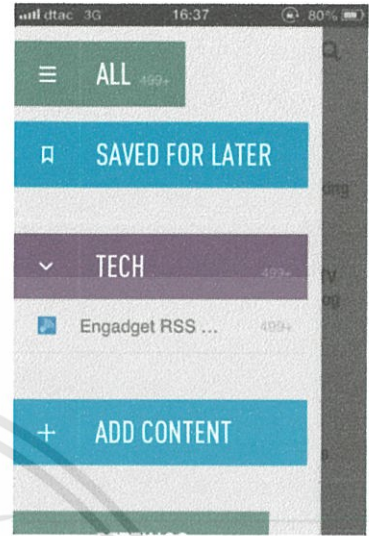 dtac 3G 16:37 80%
ALL 499+
SAVED FOR LATER
TECH 499+
Engadget RSS ... 499+
ADD CONTENT